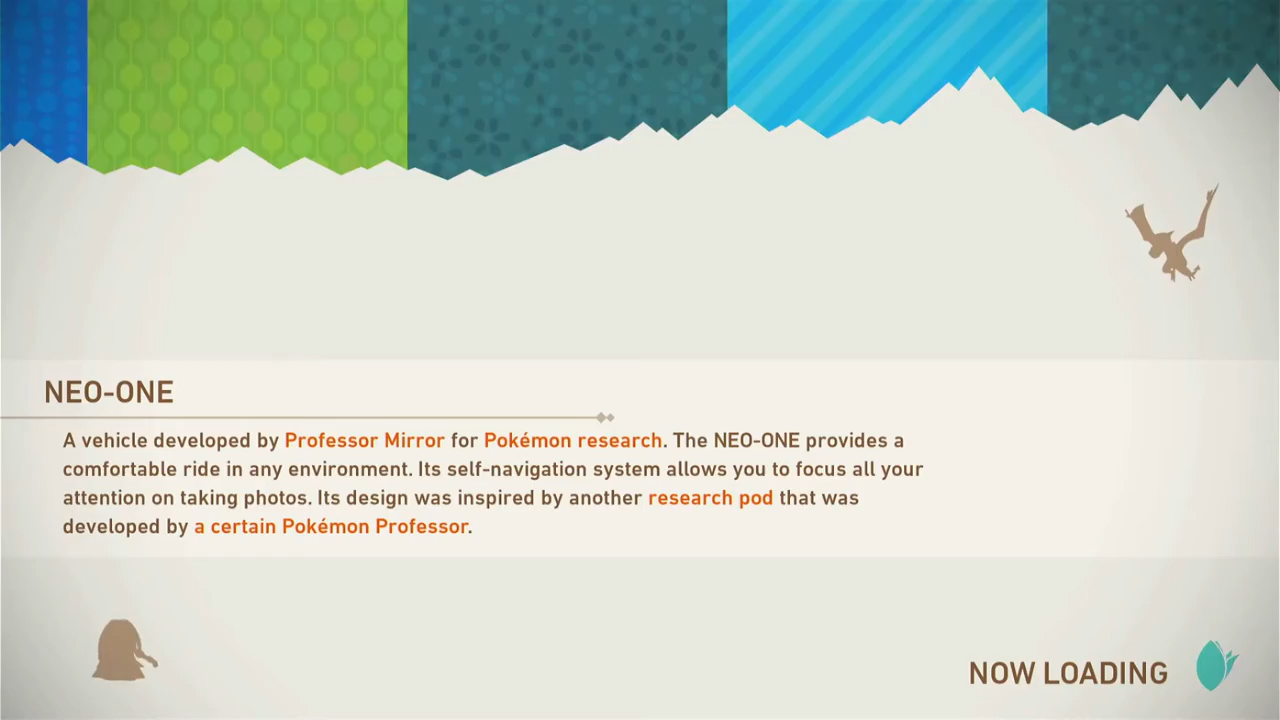 NEO-ONE
A vehicle developed by Professor Mirror for Pokémon research. The NEO-ONE provides a
comfortable ride in any environment. Its self-navigation system allows you to focus all your
attention on taking photos. Its design was inspired by another research pod that was
developed by a certain Pokémon Professor.
NOW LOADING